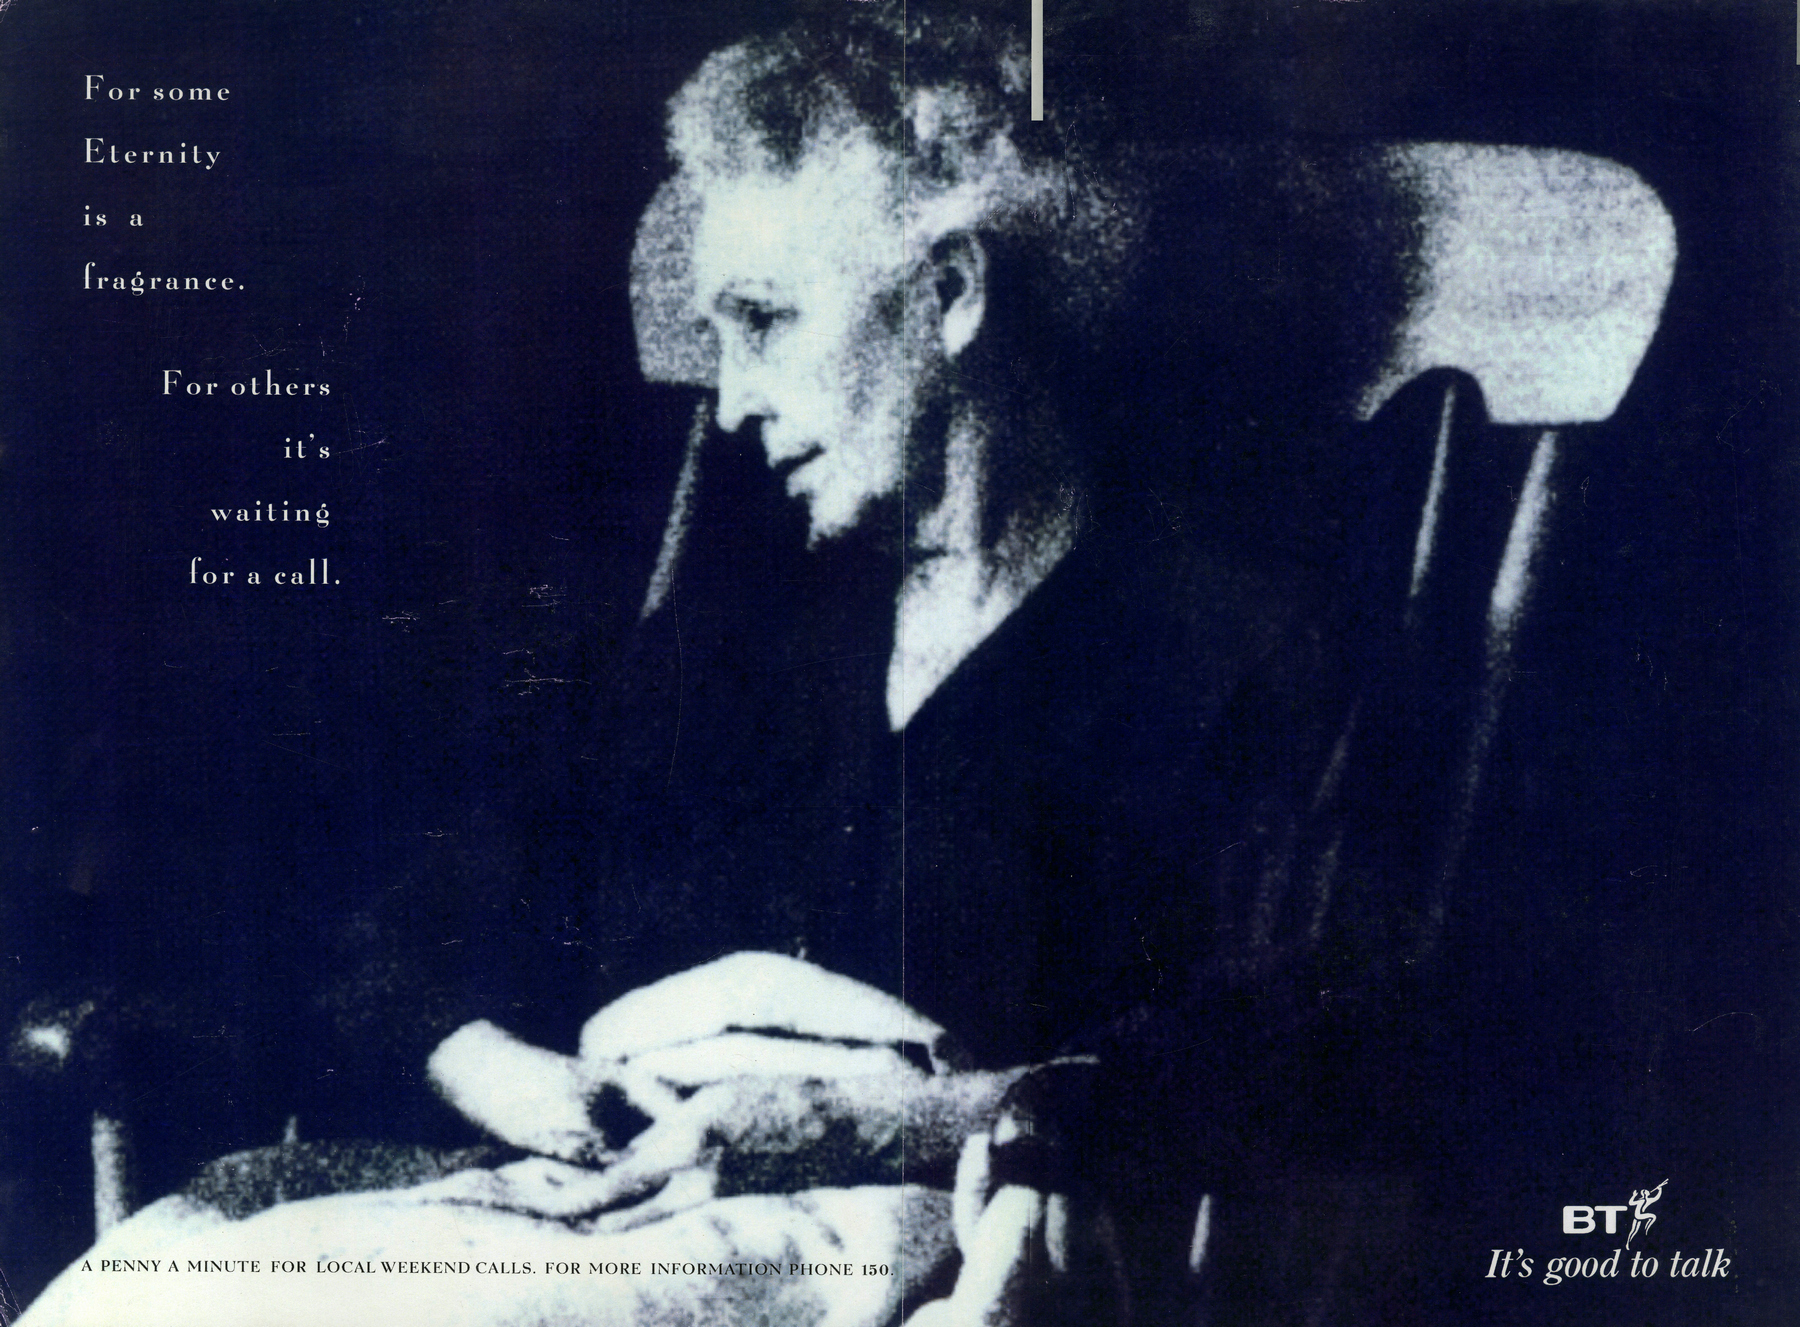 For some
Eternity
is a
fragrance.
For others
it's
waiting
for a call.
A PENNY A MINUTE FOR LOCAL WEEKEND CALLS. FOR MORE INFORMATION PHONE 150.
BT
It's good to talk